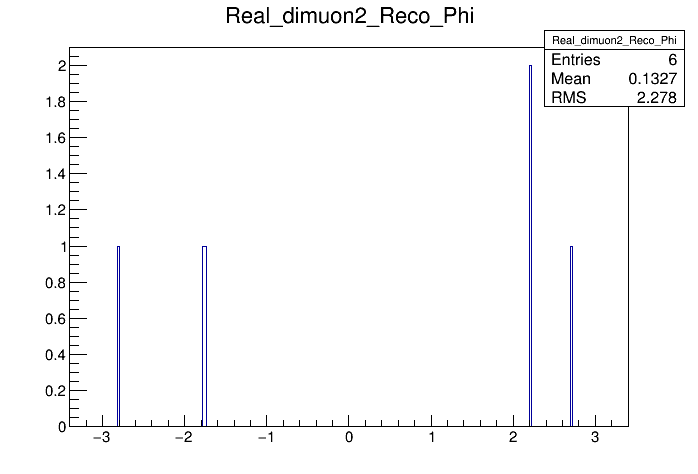 Real_dimuon2_Reco_Phi
Real_dimuon2_Reco_Phi
Entries 6
Mean 0.1327
RMS 2.278
2
1.8
1.6
1.4
1.2
1
0.8
0.6
0.4
0.2
0
−3 −2 −1 0 1 2 3